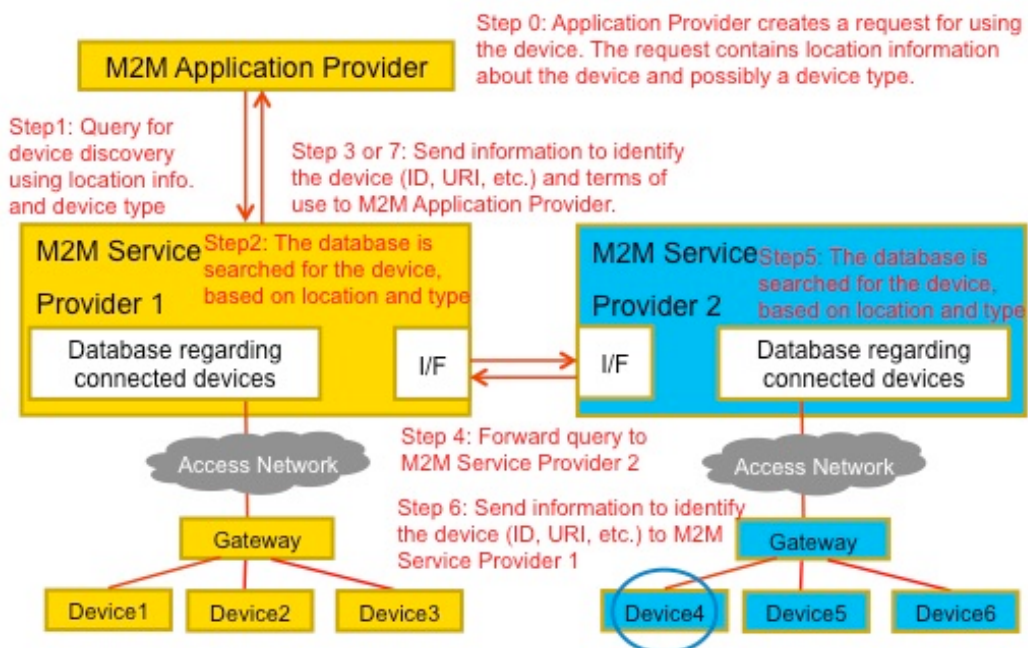 Step 0: Application Provider creates a request for using
the device. The request contains location information
about the device and possibly a device type.
M2M Application Provider
Step1: Query for
device discovery
using location info.
and device type
Step 3 or 7: Send information to identify
the device (ID, URI, etc.) and terms of
use to M2M Application Provider.
M2M Service
Provider 1
Step2: The database is
searched for the device,
based on location and type
Database regarding
connected devices
I/F
M2M Service
Provider 2
Step5: The database is
searched for the device,
based on location and type
I/F
Database regarding
connected devices
Step 4: Forward query to
M2M Service Provider 2
Access Network
Access Network
Step 6: Send information to identify
the device (ID, URI, etc.) to M2M
Service Provider 1
Gateway
Gateway
Device1
Device2
Device3
Device4
Device5
Device6